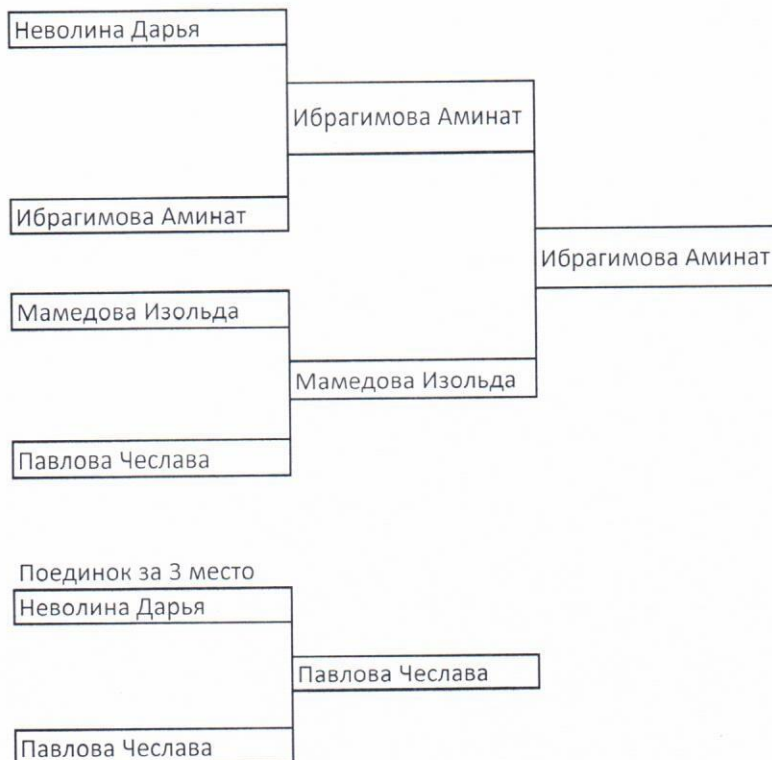 Неволина Дарья
Ибрагимова Аминат
Ибрагимова Аминат
Ибрагимова Аминат
Мамедова Изольда
Мамедова Изольда
Павлова Чеслава
Поединок за 3 место
Неволина Дарья
Павлова Чеслава
Павлова Чеслава